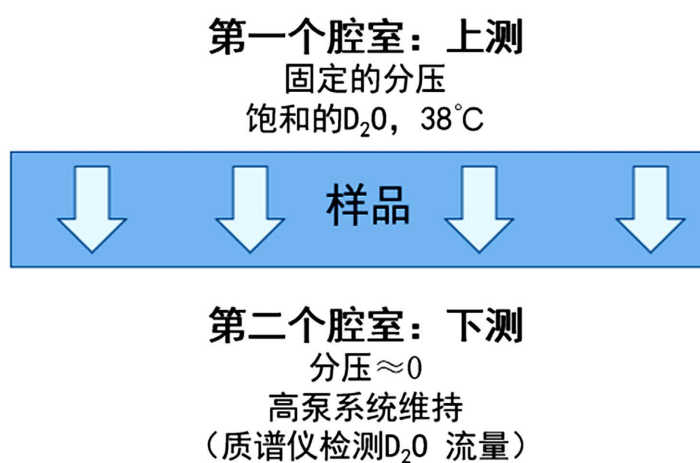 第一个腔室：上测
固定的分压
饱和的D₂O，38℃
样品
第二个腔室：下测
分压≈0
高泵系统维持
（质谱仪检测D₂O 流量）